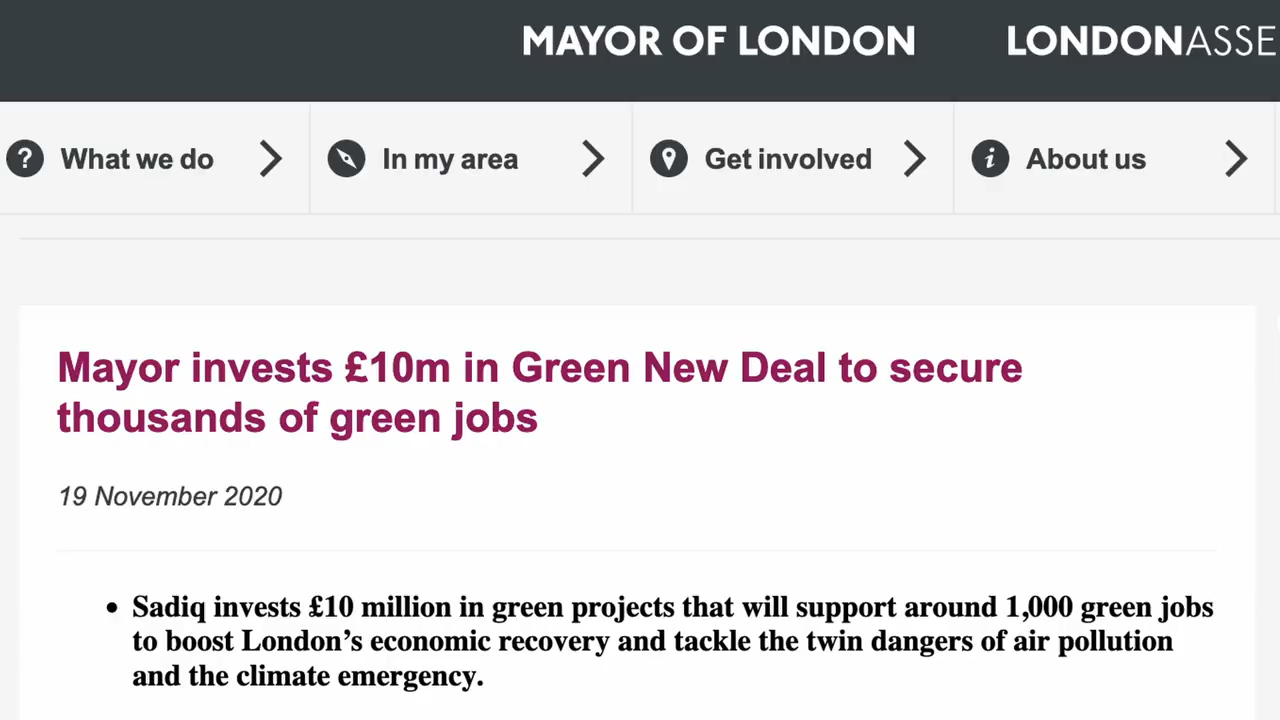 MAYOR OF LONDON LONDONASSE
What we do In my area Get involved About us
Mayor invests £10m in Green New Deal to secure
thousands of green jobs
19 November 2020
• Sadiq invests £10 million in green projects that will support around 1,000 green jobs
to boost London’s economic recovery and tackle the twin dangers of air pollution
and the climate emergency.